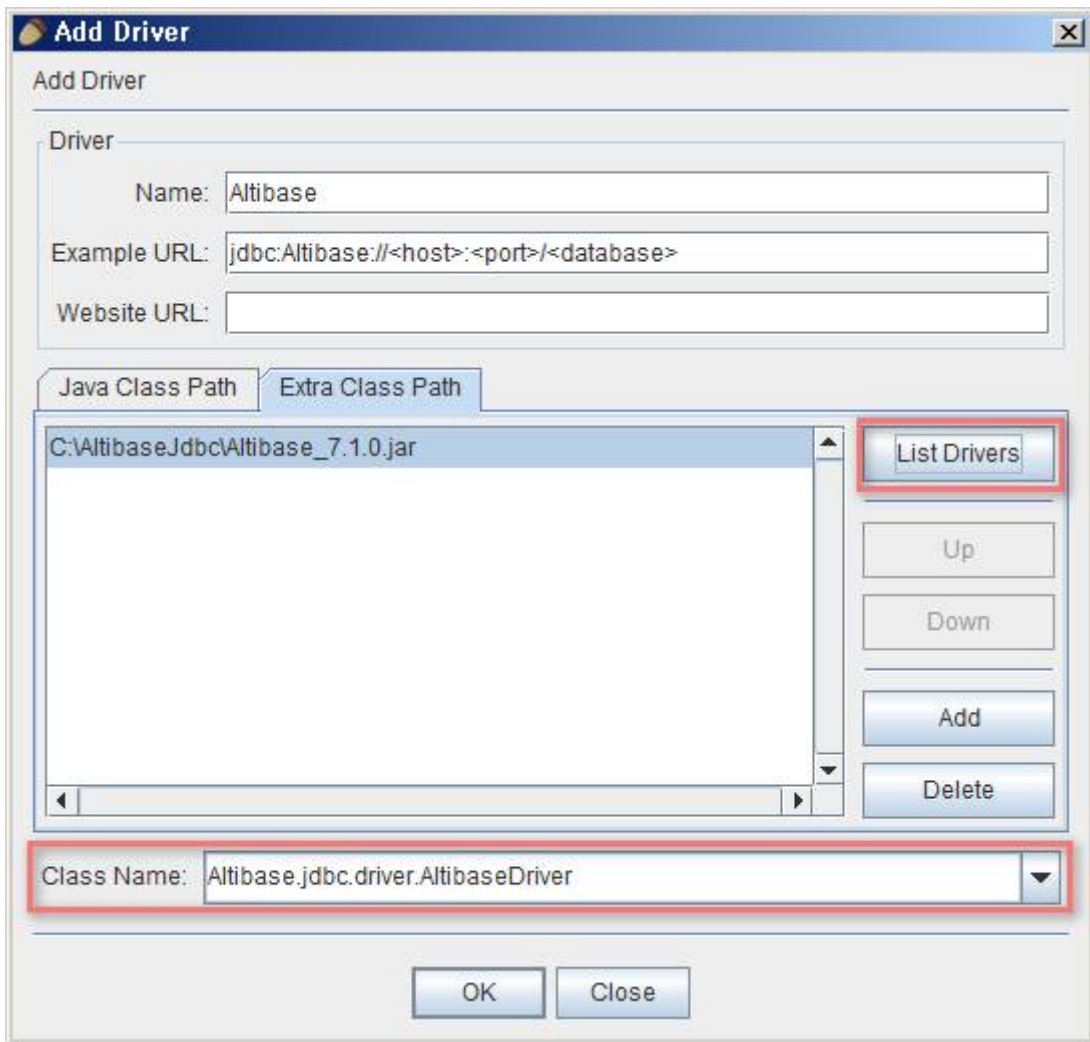 Add Driver
Add Driver
Driver
Name: Altibase
Example URL: jdbc:Altibase://<host>:<port>/<database>
Website URL:
Java Class Path Extra Class Path
C:\AltibaseJdbc\Altibase_7.1.0.jar
List Drivers
Up
Down
Add
Delete
Class Name: Altibase.jdbc.driver.AltibaseDriver
OK Close